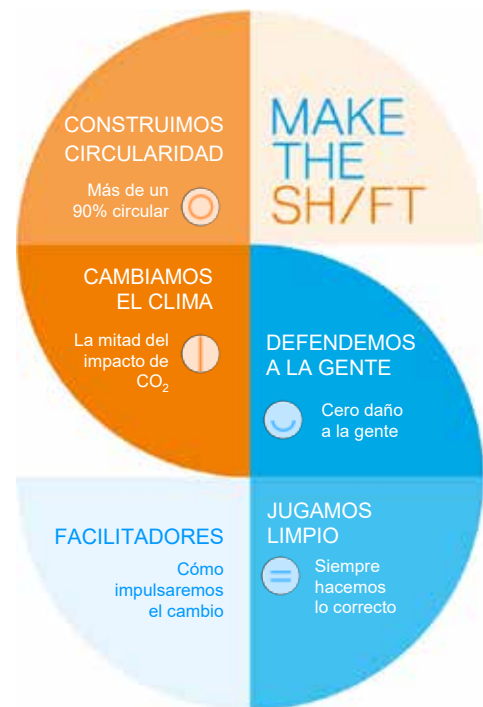 CONSTRUIMOS
CIRCULARIDAD
Más de un
90% circular
MAKE
THE
SH/FT
CAMBIAMOS
EL CLIMA
La mitad del
impacto de
CO₂
DEFENDEMOS
A LA GENTE
Cero daño
a la gente
FACILITADORES
Cómo
impulsaremos
el cambio
JUGAMOS
LIMPIO
Siempre
hacemos
lo correcto